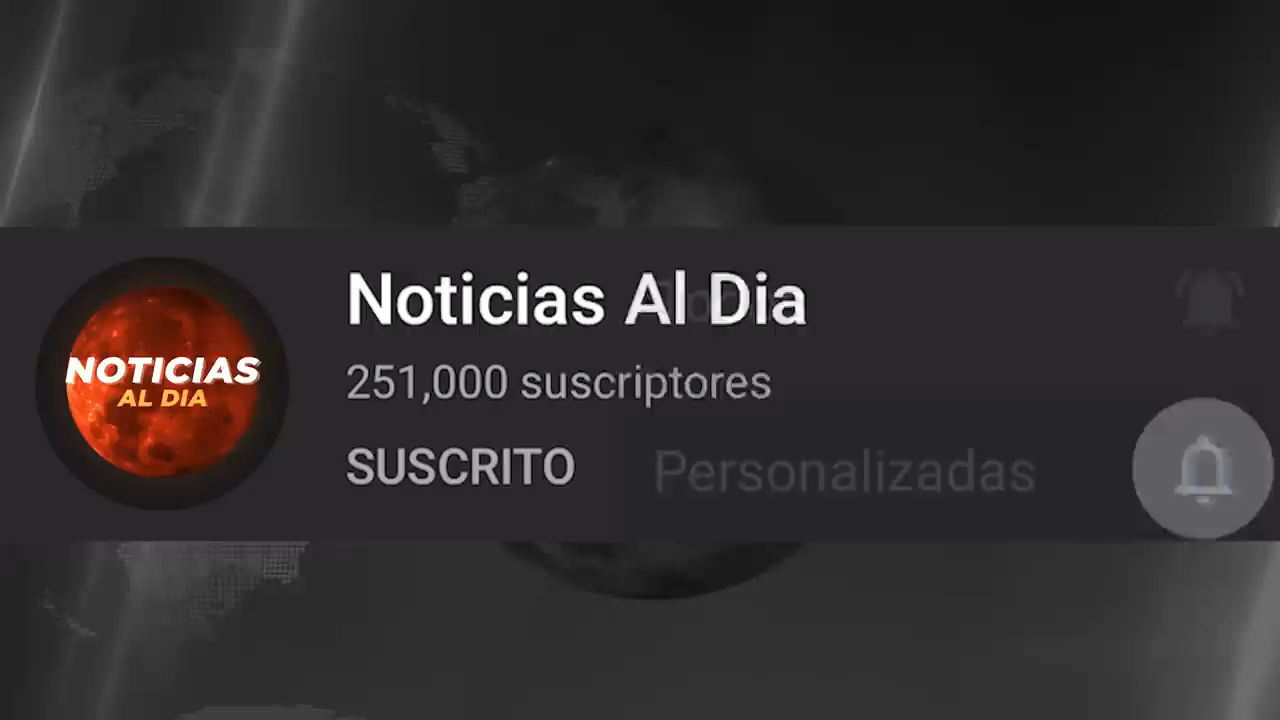 NOTICIAS
AL DIA
Noticias Al Dia
251,000 suscriptores
SUSCRITO
Personalizadas